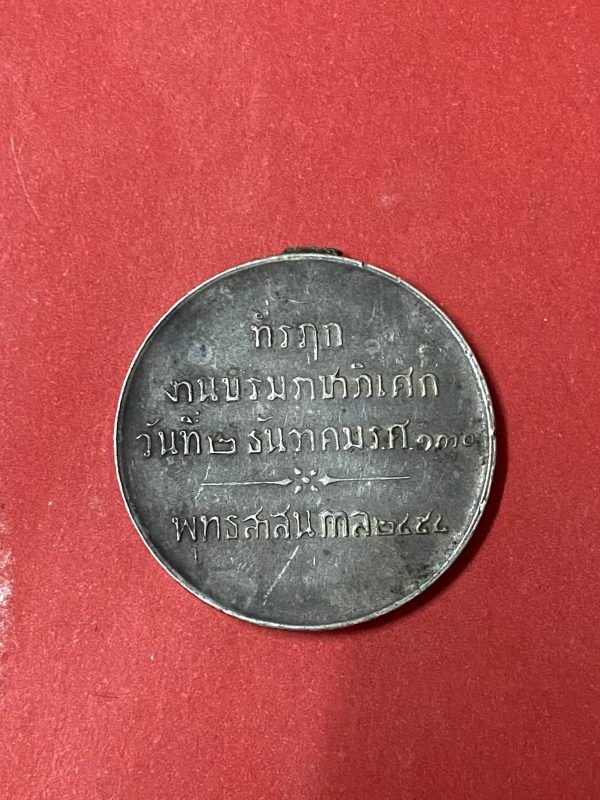 ที่รฦก
งานบรมราชาภิเศก
วันที่๒ ธันวาคมร.ศ.๑๓๐
พุทธสาสนกาล๒๔๕๔